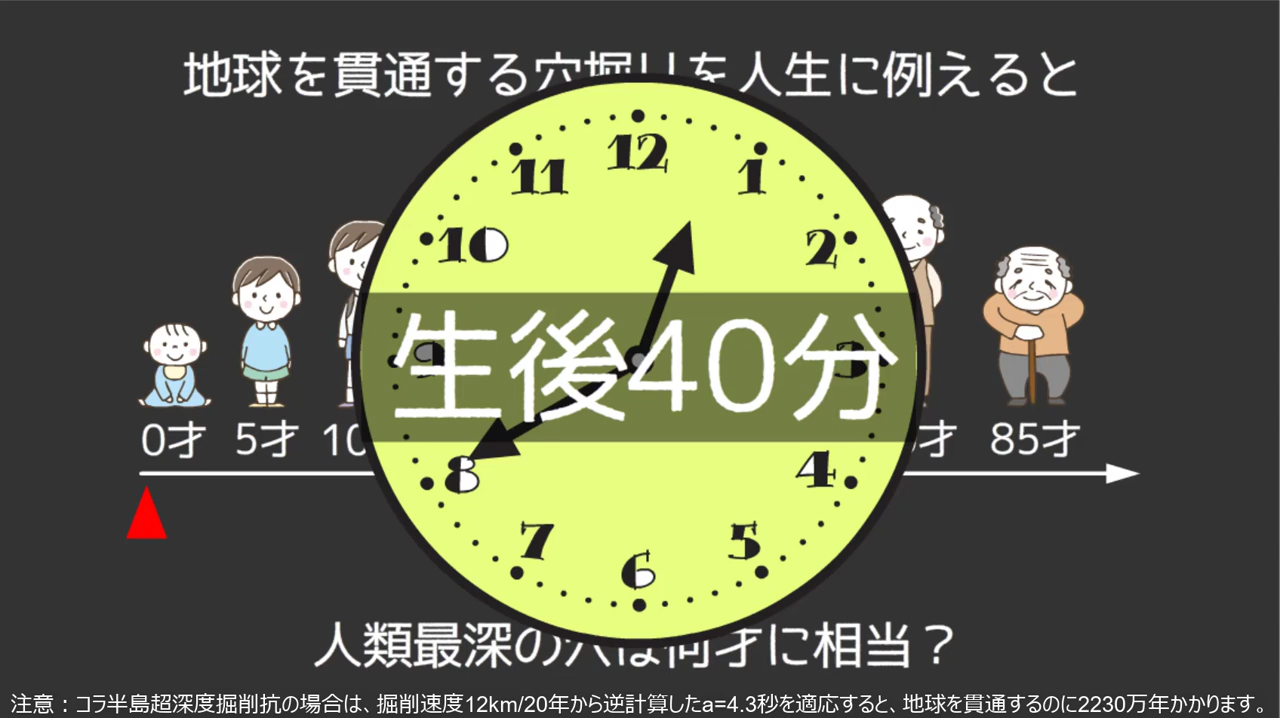 地球を貫通する穴掘りを人生に例えると
12
11
1
10
2
9
3
生後40分
0才 5才 10 才 85才
8
4
7
5
6
人類最深の穴は何才に相当？
注意：コラ半島超深度掘削抗の場合は、掘削速度12km/20年から逆計算したa=4.3秒を適応すると、地球を貫通するのに2230万年かかります。